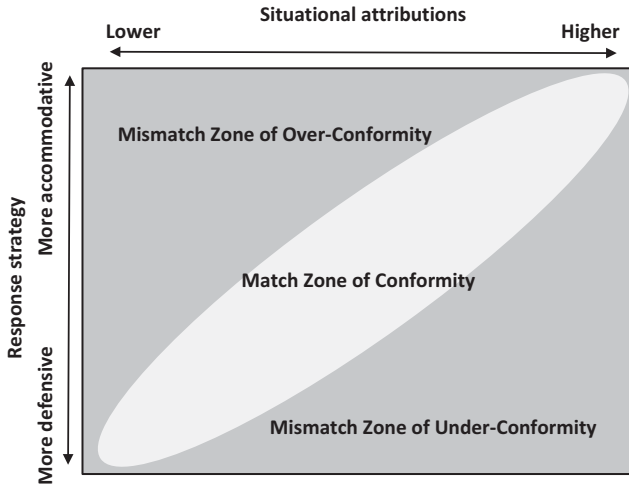 Situational attributions
Lower
Higher
More accommodative
Response strategy
More defensive
Mismatch Zone of Over-Conformity
Match Zone of Conformity
Mismatch Zone of Under-Conformity